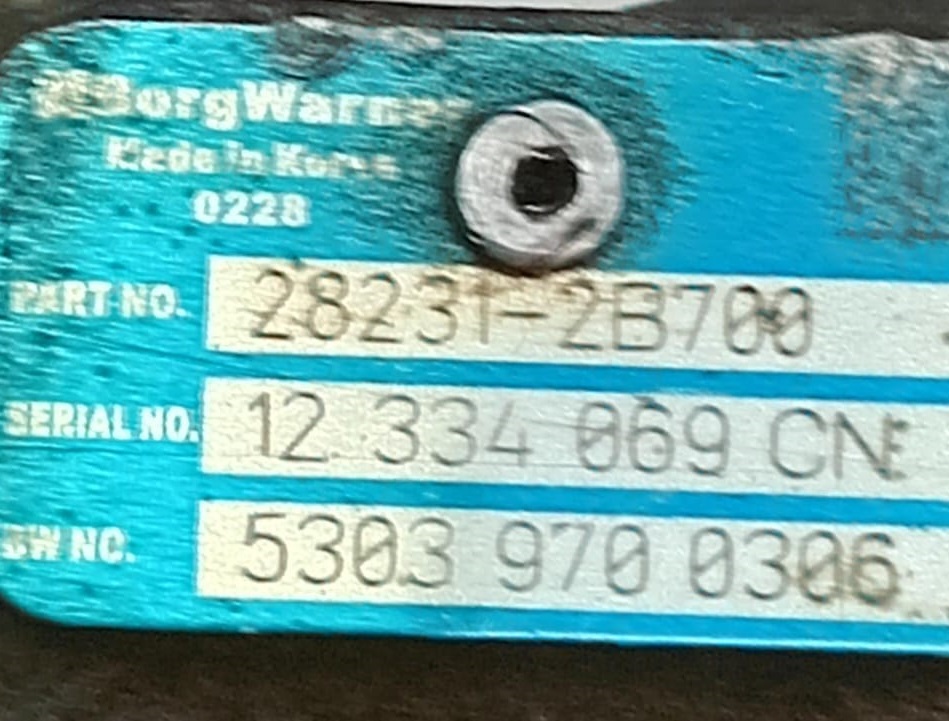 BorgWarner
Made in Korea
0228
PART NO. 28231-2B700
SERIAL NO. 12 334 069 CN
BW NO. 5303 970 0306